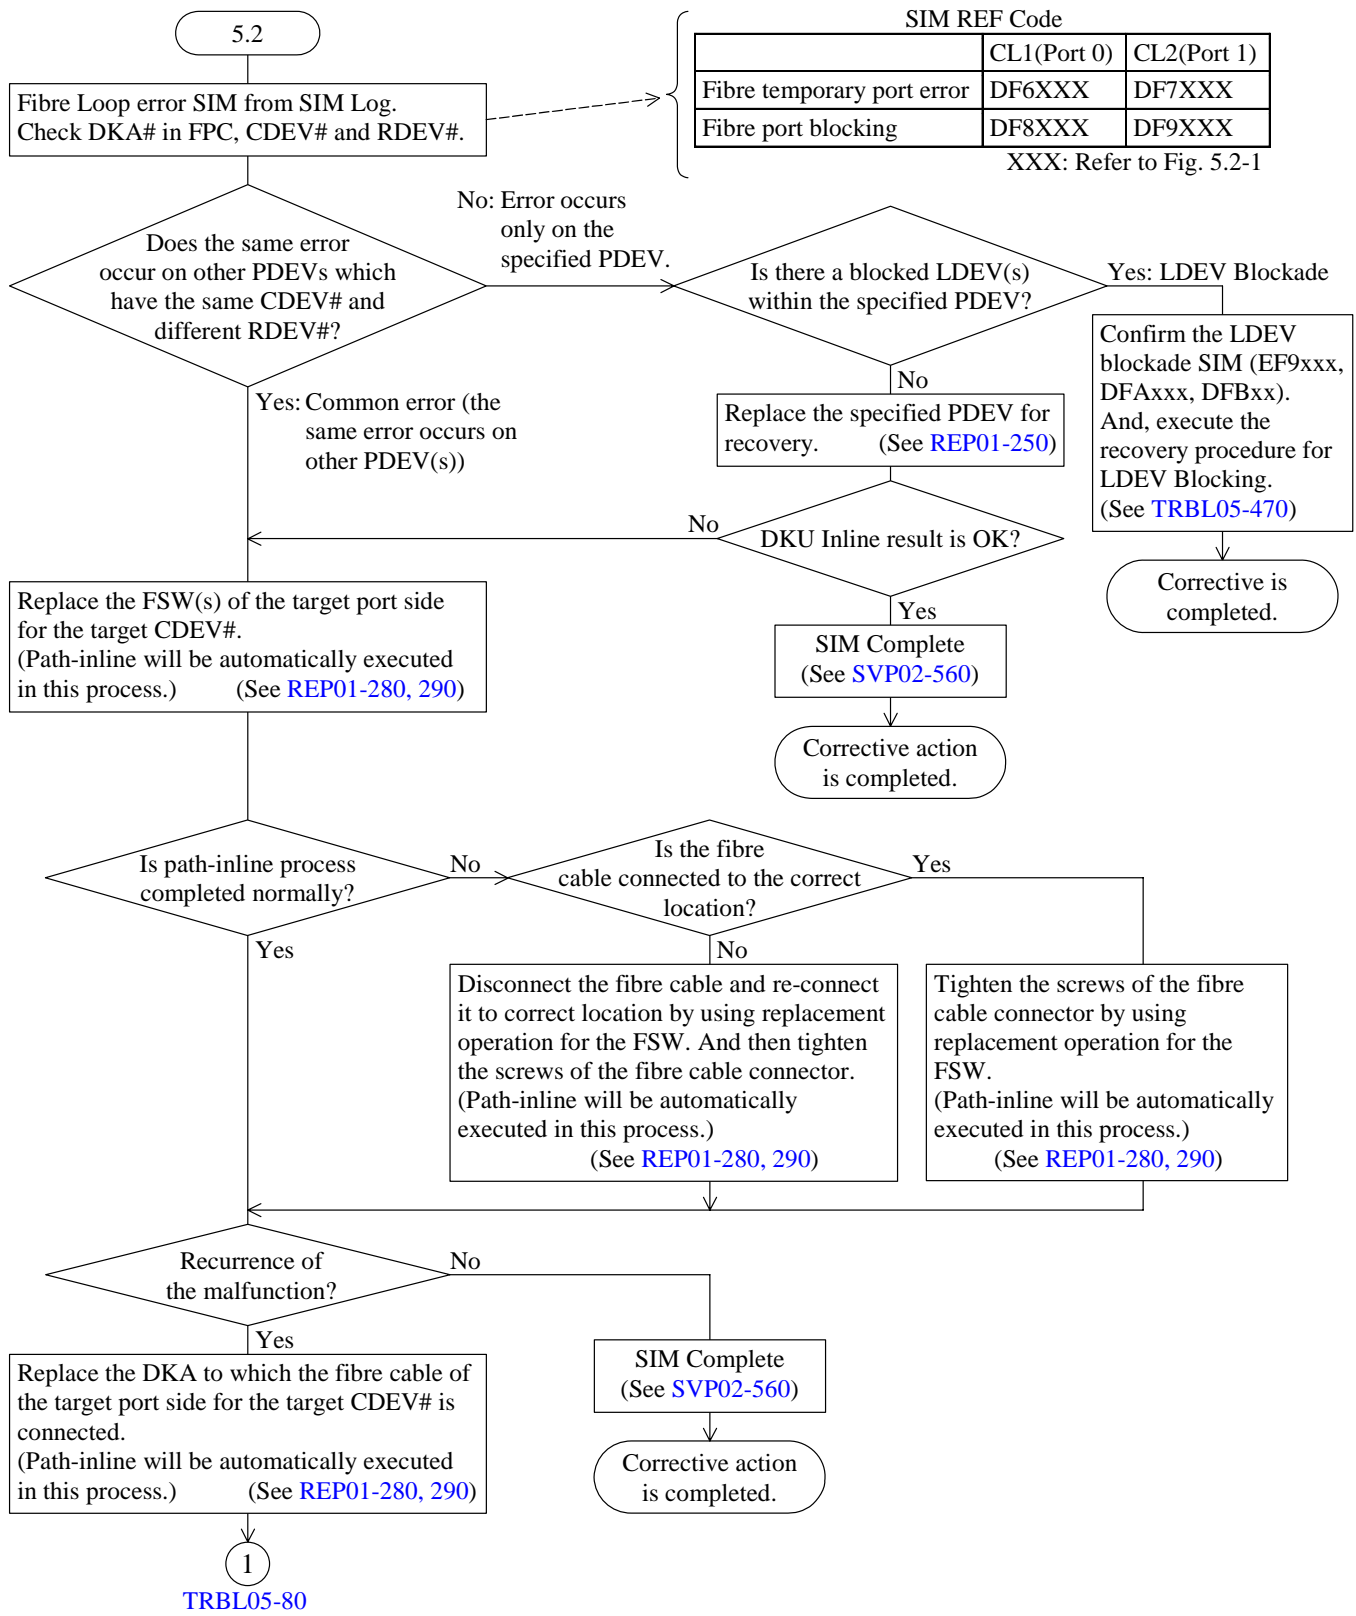 5.2
SIM REF Code
CL1(Port 0) CL2(Port 1)
Fibre temporary port error DF6XXX DF7XXX
Fibre port blocking DF8XXX DF9XXX
XXX: Refer to Fig. 5.2-1
Fibre Loop error SIM from SIM Log.
Check DKA# in FPC, CDEV# and RDEV#.
Does the same error
occur on other PDEVs which
have the same CDEV# and
different RDEV#?
No: Error occurs
only on the
specified PDEV.
Is there a blocked LDEV(s)
within the specified PDEV?
Yes: LDEV Blockade
Confirm the LDEV
blockade SIM (EF9xxx,
DFAxxx, DFBxx).
And, execute the
recovery procedure for
LDEV Blocking.
(See TRBL05-470)
Corrective is
completed.
No
Replace the specified PDEV for
recovery. (See REP01-250)
Yes: Common error (the
same error occurs on
other PDEV(s))
DKU Inline result is OK?
No
Yes
SIM Complete
(See SVP02-560)
Corrective action
is completed.
Replace the FSW(s) of the target port side
for the target CDEV#.
(Path-inline will be automatically executed
in this process.) (See REP01-280, 290)
Is path-inline process
completed normally?
No
Is the fibre
cable connected to the correct
location?
Yes
Yes
No
Disconnect the fibre cable and re-connect
it to correct location by using replacement
operation for the FSW. And then tighten
the screws of the fibre cable connector.
(Path-inline will be automatically
executed in this process.)
(See REP01-280, 290)
Tighten the screws of the fibre
cable connector by using
replacement operation for the
FSW.
(Path-inline will be automatically
executed in this process.)
(See REP01-280, 290)
Recurrence of
the malfunction?
No
Yes
SIM Complete
(See SVP02-560)
Corrective action
is completed.
Replace the DKA to which the fibre cable of
the target port side for the target CDEV# is
connected.
(Path-inline will be automatically executed
in this process.) (See REP01-280, 290)
1
TRBL05-80